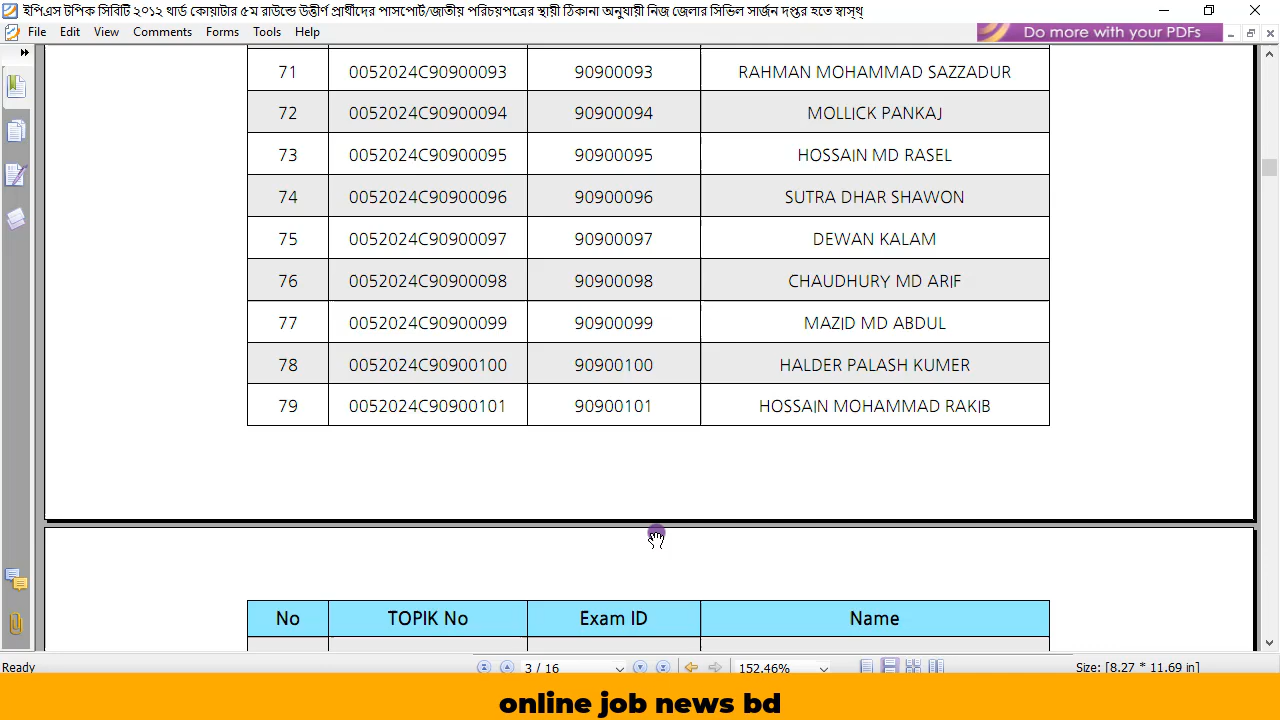 ইপিএস টপিক সিবিটি ২০১২ থার্ড কোয়াটার ৫ম রাউন্ডে উত্তীর্ণ প্রার্থীদের পাসপোর্ট/জাতীয় পরিচয়পত্রের স্থায়ী ঠিকানা অনুযায়ী নিজ জেলার সিভিল সার্জন দপ্তর হতে স্বাস্থ্
File Edit View Comments Forms Tools Help
Do more with your PDFs
71 0052024C90900093 90900093 RAHMAN MOHAMMAD SAZZADUR
72 0052024C90900094 90900094 MOLLICK PANKAJ
73 0052024C90900095 90900095 HOSSAIN MD RASEL
74 0052024C90900096 90900096 SUTRA DHAR SHAWON
75 0052024C90900097 90900097 DEWAN KALAM
76 0052024C90900098 90900098 CHAUDHURY MD ARIF
77 0052024C90900099 90900099 MAZID MD ABDUL
78 0052024C90900100 90900100 HALDER PALASH KUMER
79 0052024C90900101 90900101 HOSSAIN MOHAMMAD RAKIB
No TOPIK No Exam ID Name
Ready 3 / 16 152.46% Size: [8.27 * 11.69 in]
online job news bd